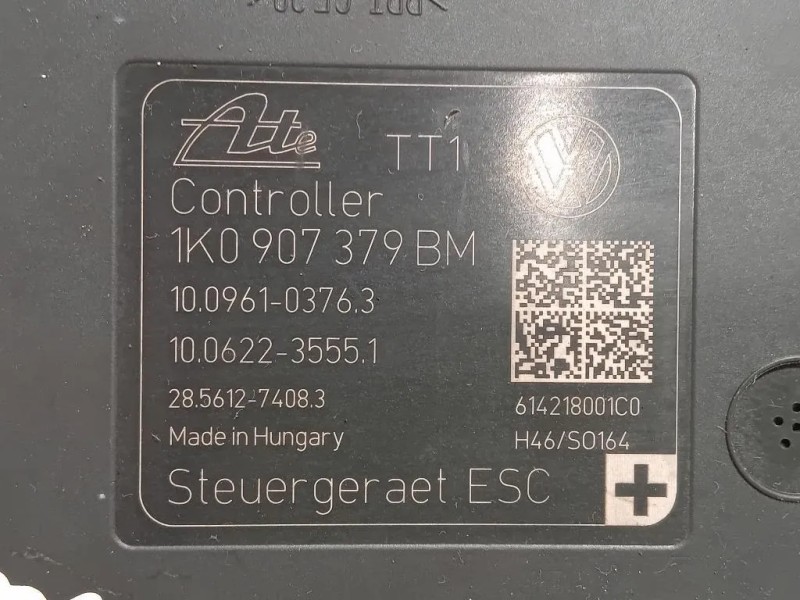 Ate TT1
Controller
1K0 907 379 BM
10.0961-0376.3
10.0622-3555.1
28.5612-7408.3
614218001C0
Made in Hungary
H46/SO164
Steuergeraet ESC